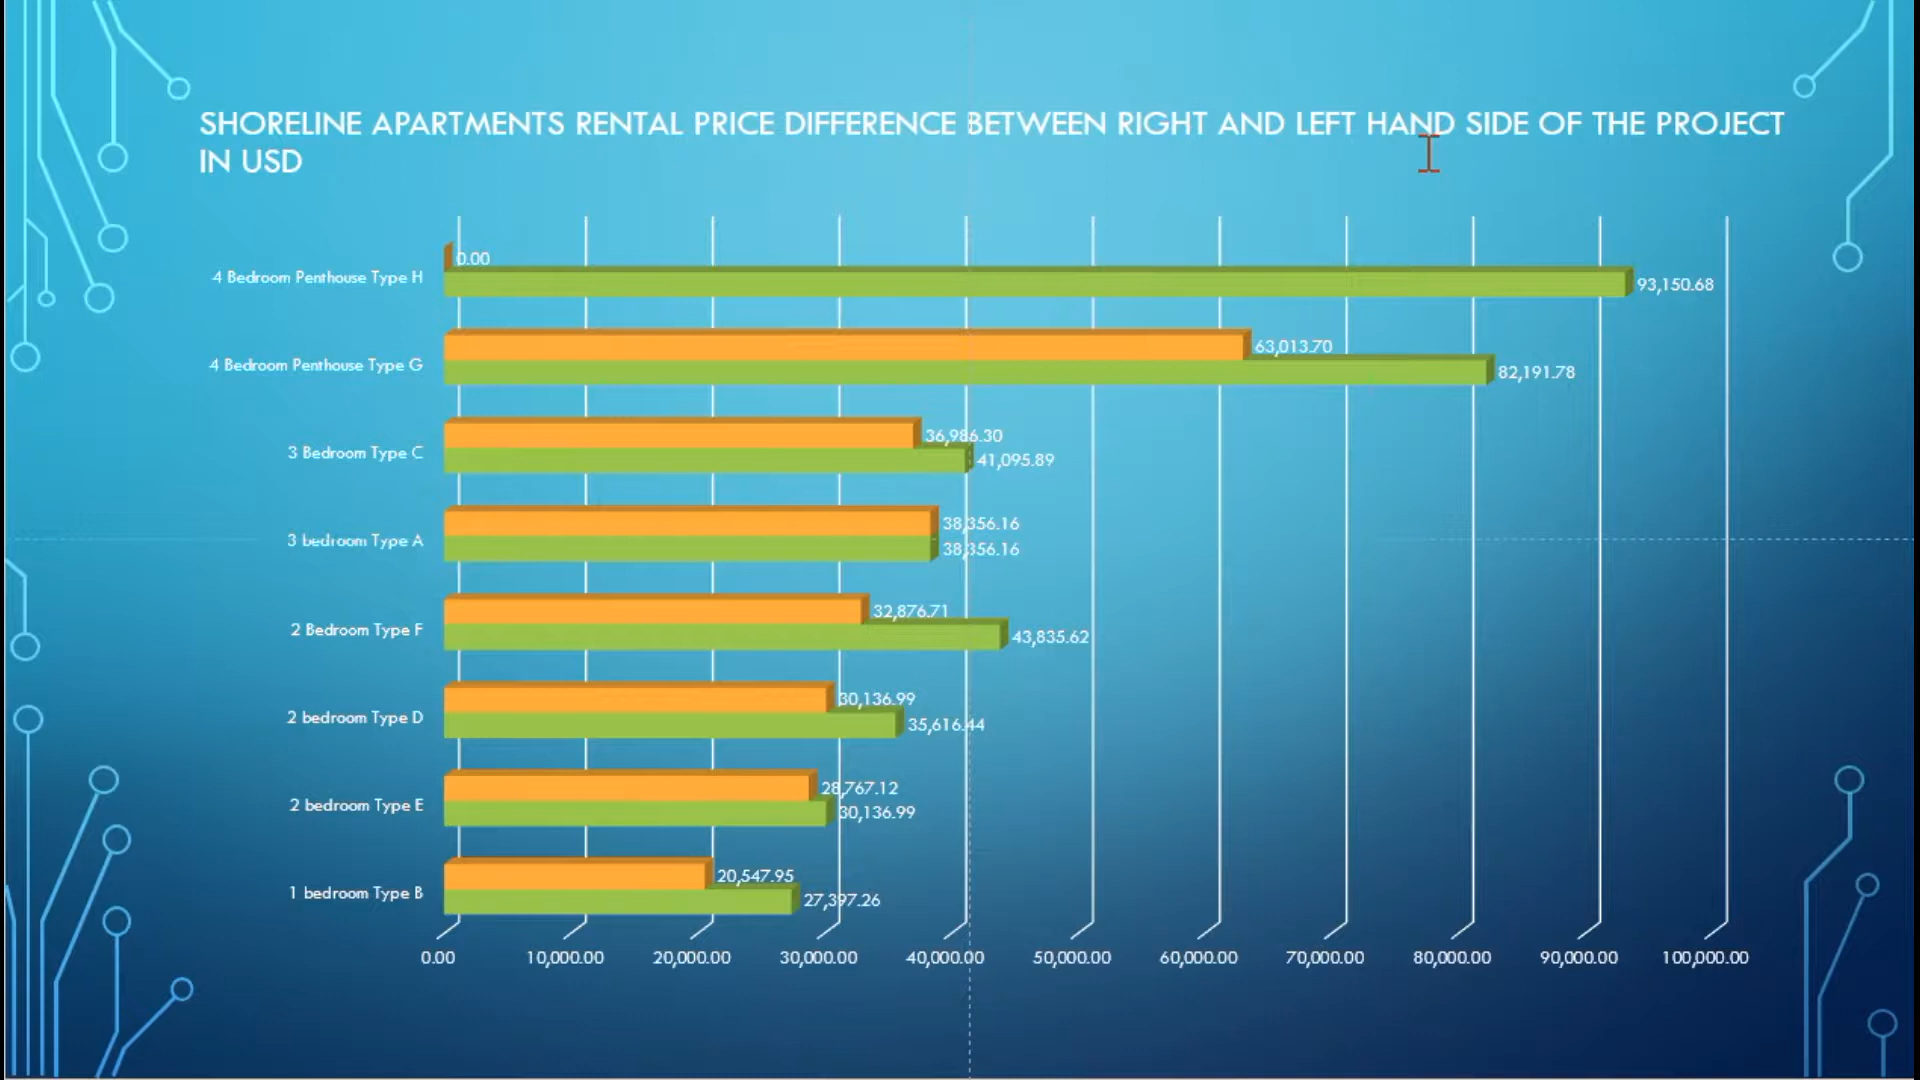 SHORELINE APARTMENTS RENTAL PRICE DIFFERENCE BETWEEN RIGHT AND LEFT HAND SIDE OF THE PROJECT
IN USD
0.00
4 Bedroom Penthouse Type H
93,150.68
63,013.70
4 Bedroom Penthouse Type G
82,191.78
36,986.30
3 Bedroom Type C
41,095.89
38,356.16
3 bedroom Type A
38,356.16
32,876.71
2 Bedroom Type F
43,835.62
30,136.99
2 bedroom Type D
35,616.44
28,767.12
2 bedroom Type E
30,136.99
20,547.95
1 bedroom Type B
27,397.26
0.00 10,000.00 20,000.00 30,000.00 40,000.00 50,000.00 60,000.00 70,000.00 80,000.00 90,000.00 100,000.00